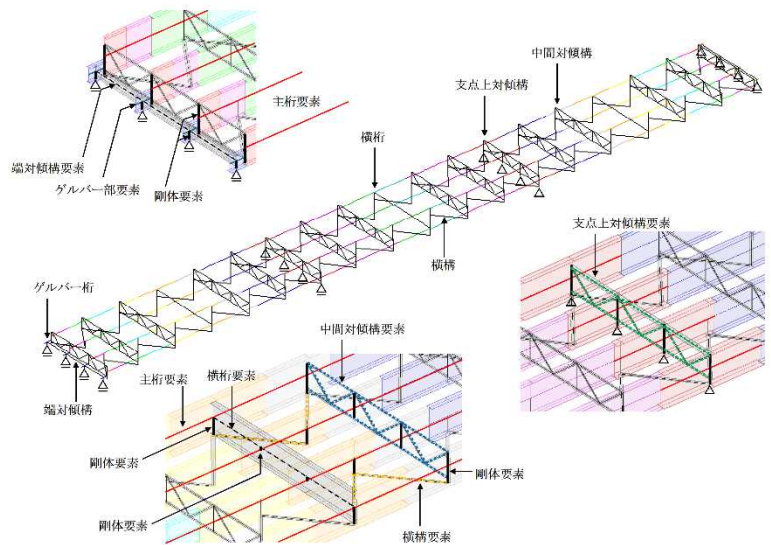 中間対傾構
支点上対傾構
主桁要素
横桁
端対傾構要素
ゲルバー部要素
剛体要素
支点上対傾構要素
横構
ゲルバー桁
中間対傾構要素
横桁要素
主桁要素
端対傾構
剛体要素
剛体要素
剛体要素
横構要素